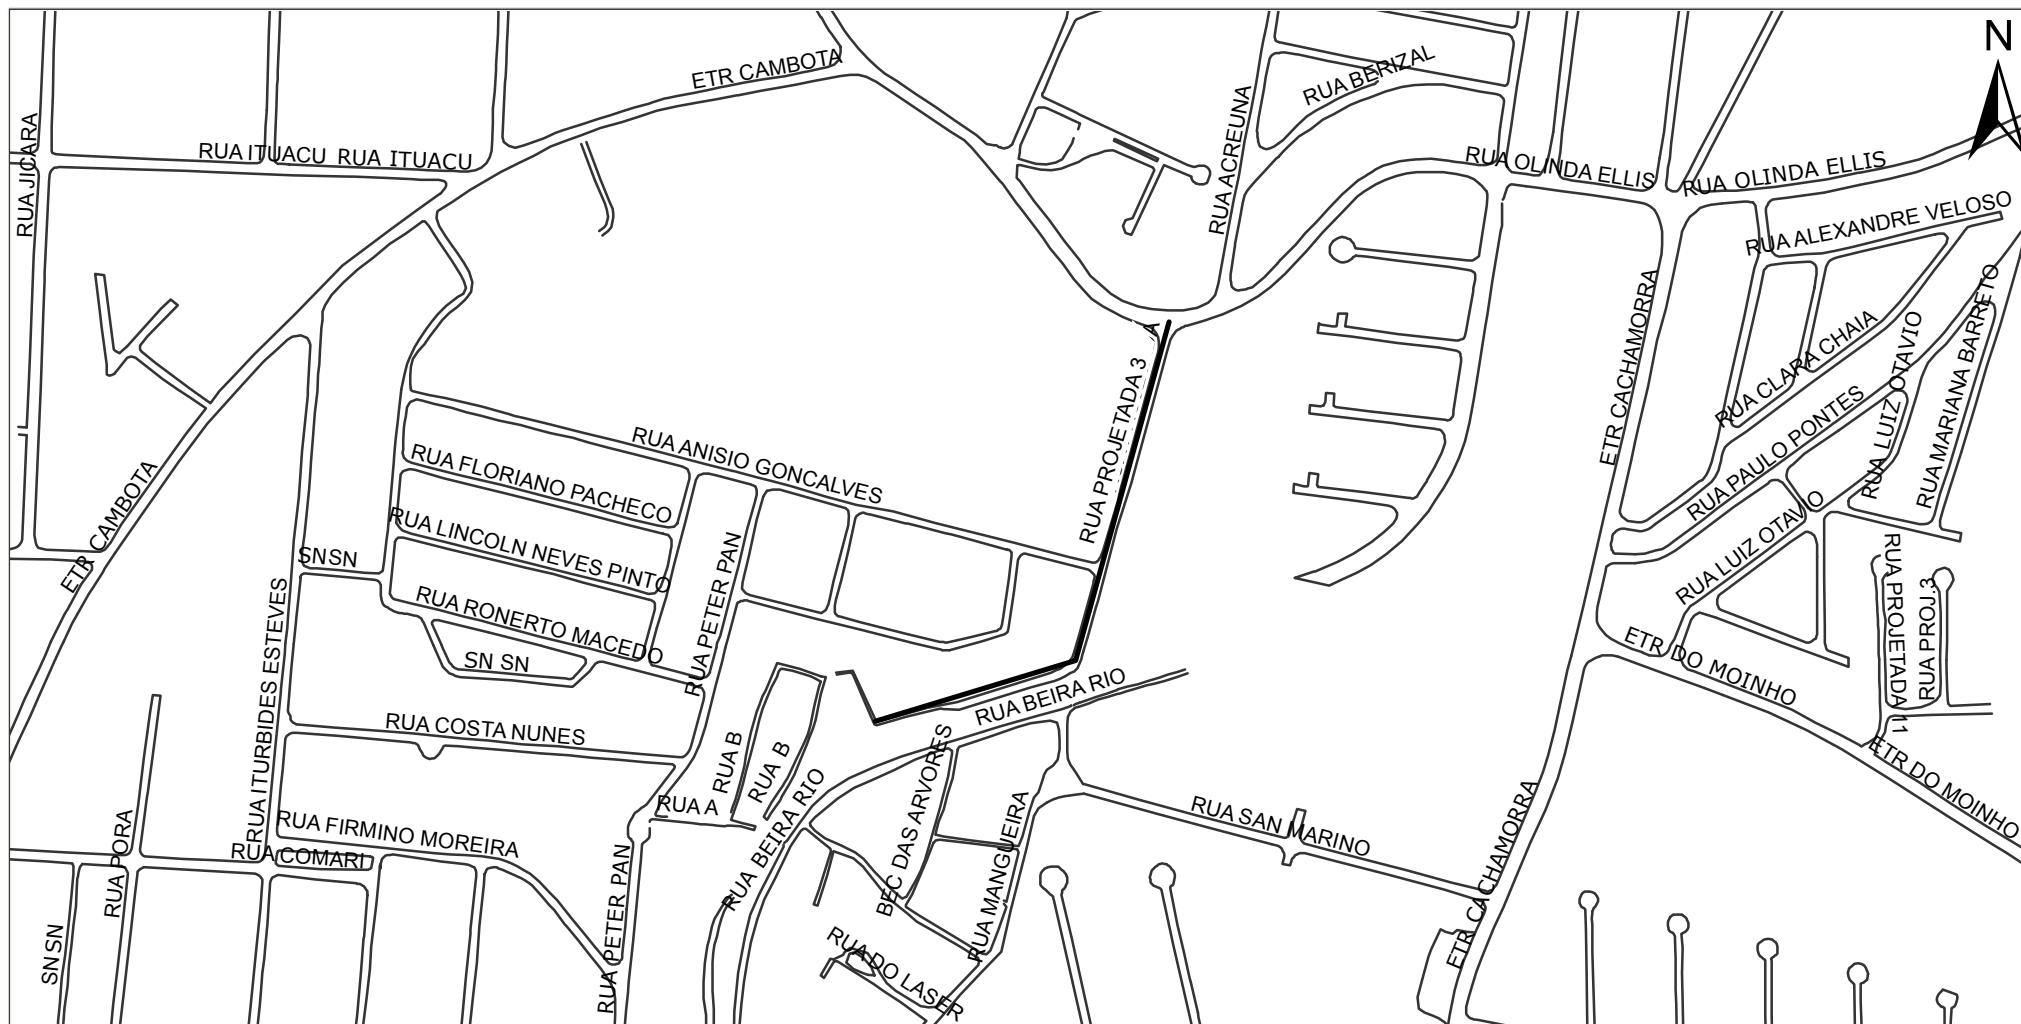 N
ETR CAMBOTA
RUA BERIZAL
RUA ACREUNA
RUA JICARA
RUA ITUACU
RUA ITUACU
RUA OLINDA ELLIS
RUA OLINDA ELLIS
RUA ALEXANDRE VELOSO
ETR CACHAMORRA
RUA CLARA CHAIA
RUA LUIZ OTAVIO
RUA MARIANA BARRETO
RUA PROJETADA 3
A
RUA PAULO PONTES
RUA ANISIO GONCALVES
RUA FLORIANO PACHECO
ETR CAMBOTA
RUA LINCOLN NEVES PINTO
SN SN
RUA LUIZ OTAVIO
RUA PETER PAN
RUA ITURBIDES ESTEVES
RUA RONERTO MACEDO
SN SN
RUA PROJETADA 11
RUA PROJ.3
ETR DO MOINHO
RUA BEIRA RIO
RUA COSTA NUNES
RUA B
RUA B
ETR DO MOINHO
RUA A
RUA BEIRA RIO
BEC DAS ARVORES
RUA MANGUEIRA
RUA SAN MARINO
ETR CACHAMORRA
RUA FIRMINO MOREIRA
RUA COMARI
RUA PORA
RUA PETER PAN
SN SN
RUA DO LASER